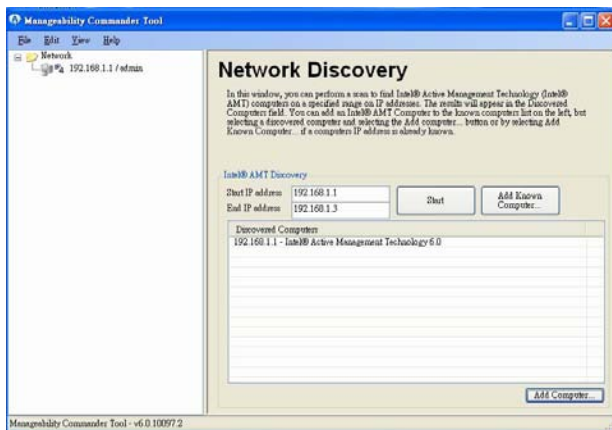 Manageability Commander Tool
File Edit View Help
Network
192.168.1.1 / admin
Network Discovery
In this window, you can perform a scan to find Intel® Active Management Technology (Intel®
AMT) computers on a specified range on IP addresses. The results will appear in the Discovered
Computers field. You can add an Intel® AMT Computer to the known computers list on the left, but
selecting a discovered computer and selecting the Add computer... button or by selecting Add
Known Computer... if a computers IP address is already known.
Intel® AMT Discovery
Start IP address 192.168.1.1
End IP address 192.168.1.3
Start
Add Known
Computer...
Discovered Computers
192.168.1.1 - Intel® Active Management Technology 6.0
Add Computer...
Manageability Commander Tool - v6.0.10097.2